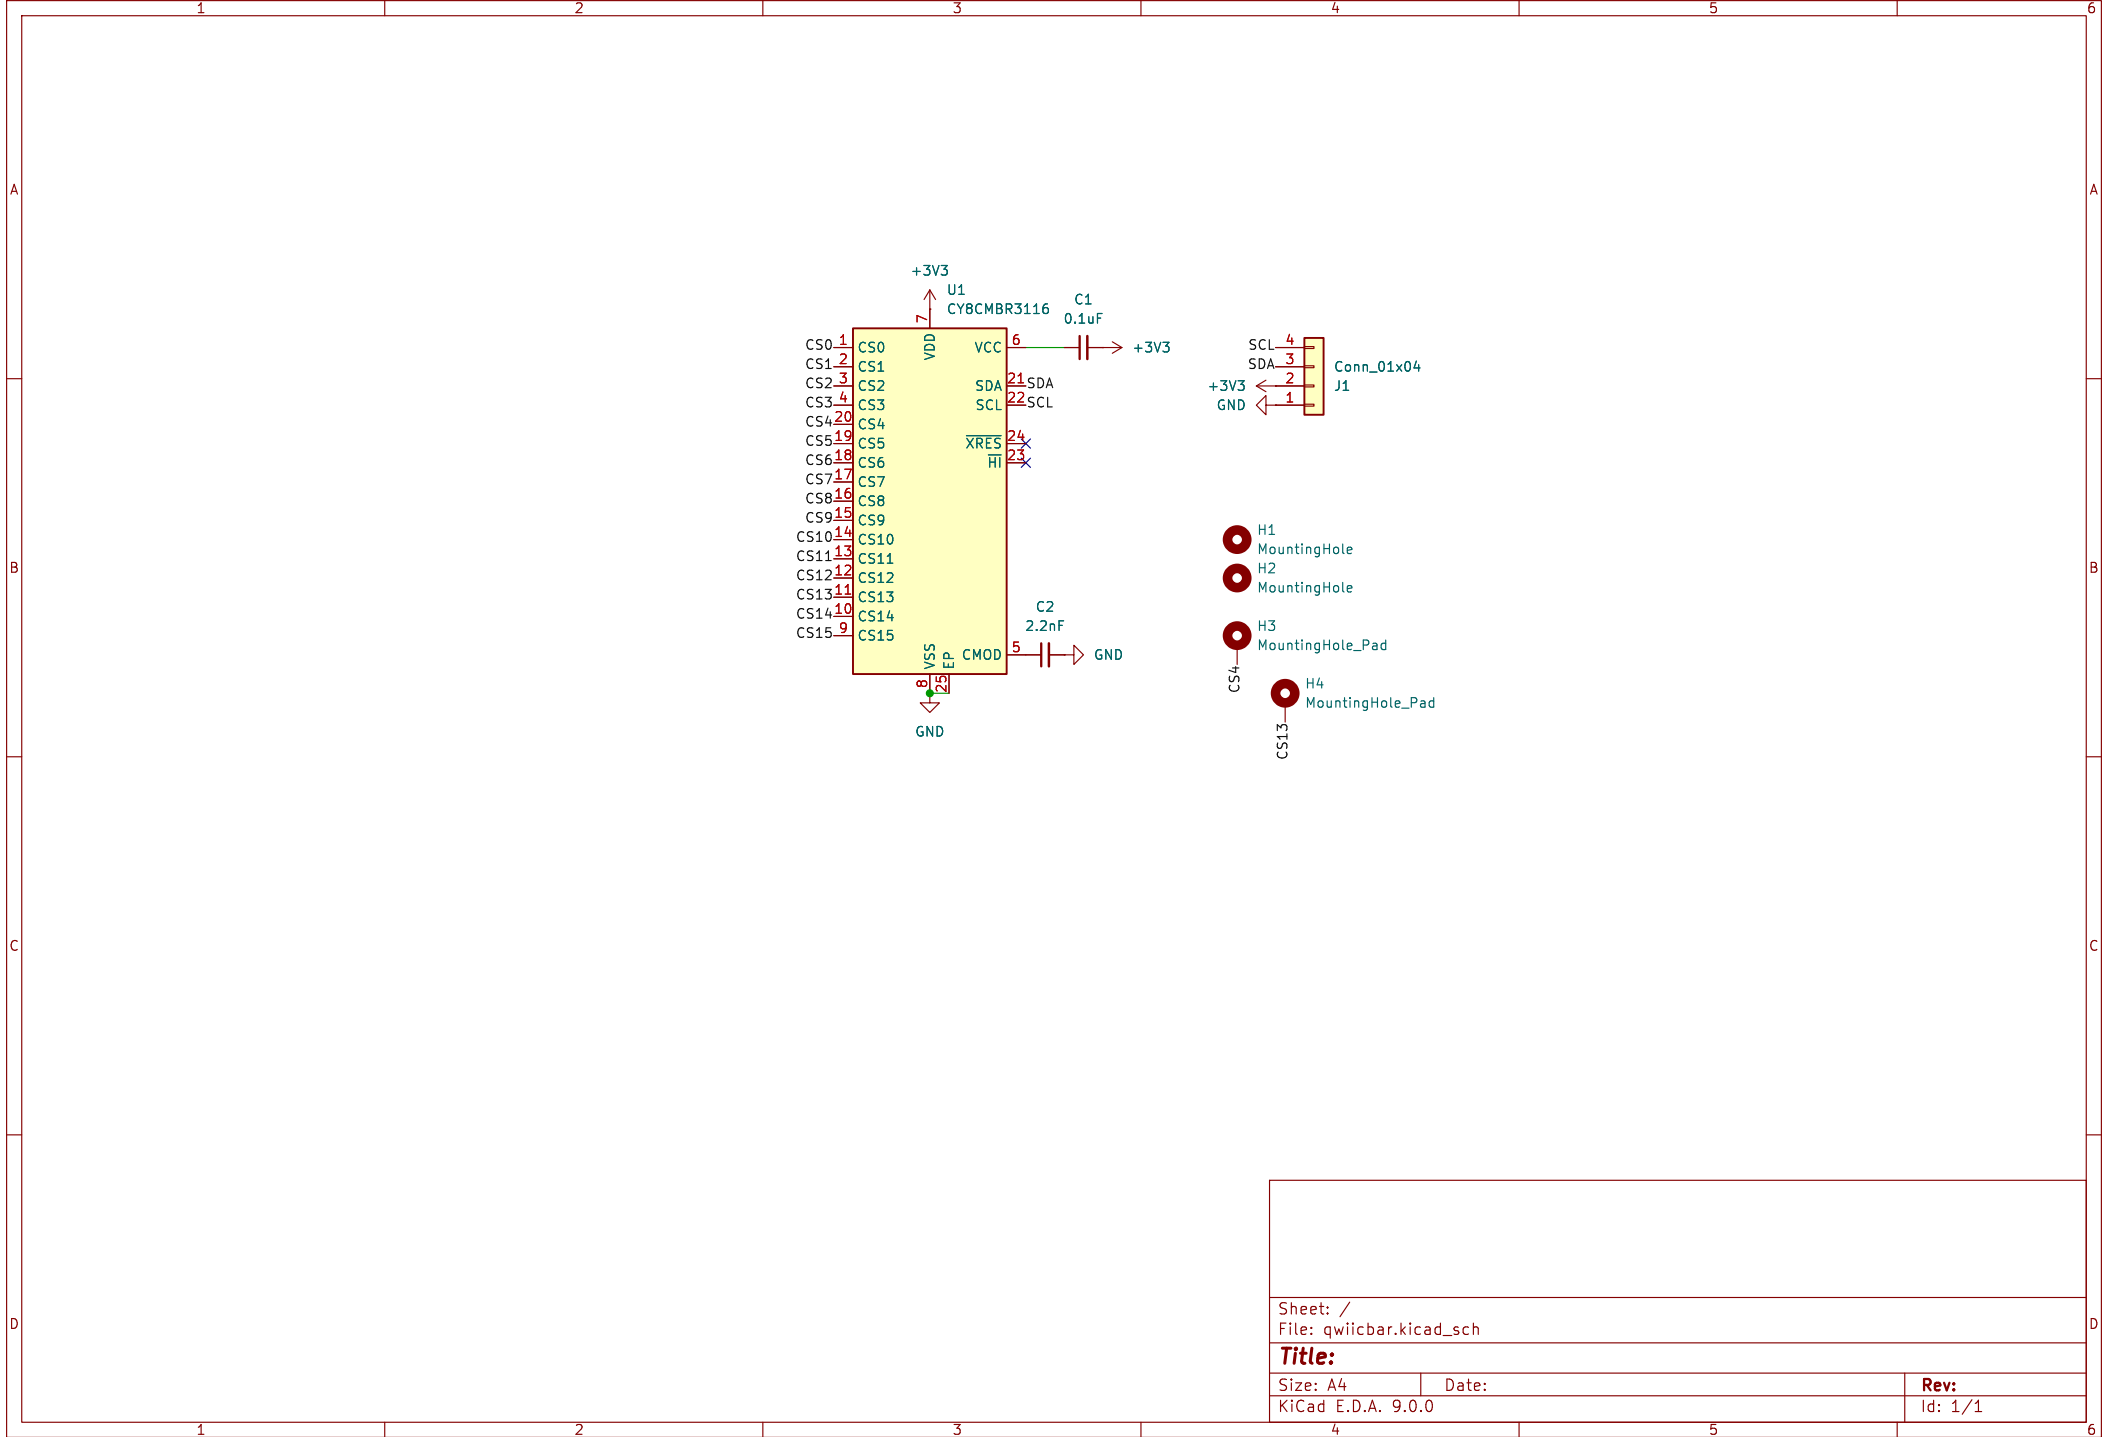 1 2 3 4 5 6
A A
+3V3
U1
CY8CMBR3116
7
VDD
C1
0.1uF
CS0 1 CS0
CS1 2 CS1
CS2 3 CS2
CS3 4 CS3
CS4 20 CS4
CS5 19 CS5
CS6 18 CS6
CS7 17 CS7
CS8 16 CS8
CS9 15 CS9
CS10 14 CS10
CS11 13 CS11
CS12 12 CS12
CS13 11 CS13
CS14 10 CS14
CS15 9 CS15
VCC 6
+3V3
SDA 21 SDA
SCL 22 SCL
XRES 24
HI 23
C2
2.2nF
CMOD 5
GND
VSS
8
EP
25
GND
SCL 4
SDA 3
+3V3 2
GND 1
Conn_01x04
J1
H1
MountingHole
H2
MountingHole
H3
MountingHole_Pad
CS4
H4
MountingHole_Pad
CS13
B B
C C
D D
Sheet: /
File: qwiicbar.kicad_sch
Title:
Size: A4 Date: Rev:
KiCad E.D.A. 9.0.0 Id: 1/1
1 2 3 4 5 6